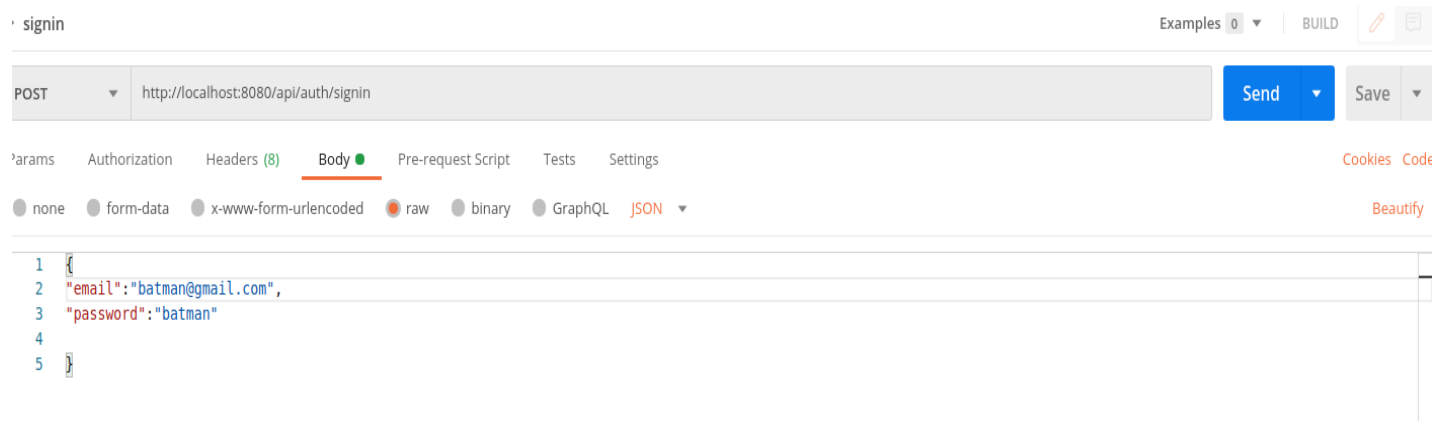 signin Examples 0 BUILD
POST http://localhost:8080/api/auth/signin Send Save
Params Authorization Headers (8) Body Pre-request Script Tests Settings Cookies Code
none form-data x-www-form-urlencoded raw binary GraphQL JSON Beautify
1 {
2 "email":"batman@gmail.com",
3 "password":"batman"
4
5 }